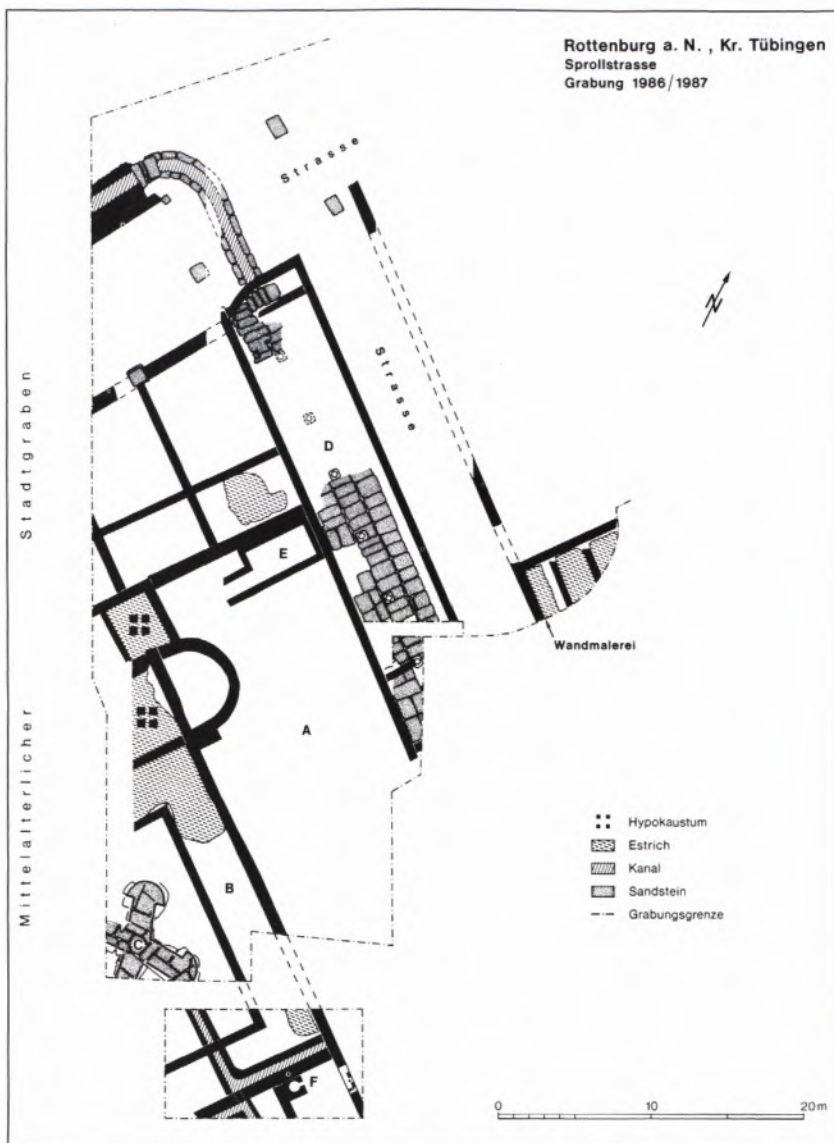 Rottenburg a. N. , Kr. Tübingen
Sprollstrasse
Grabung 1986/1987
Strasse
N
Strasse
Stadtgraben
D
E
Wandmalerei
A
Mittelalterlicher
Hypokaustum
Estrich
Kanal
Sandstein
Grabungsgrenze
B
C
F
0 10 20m